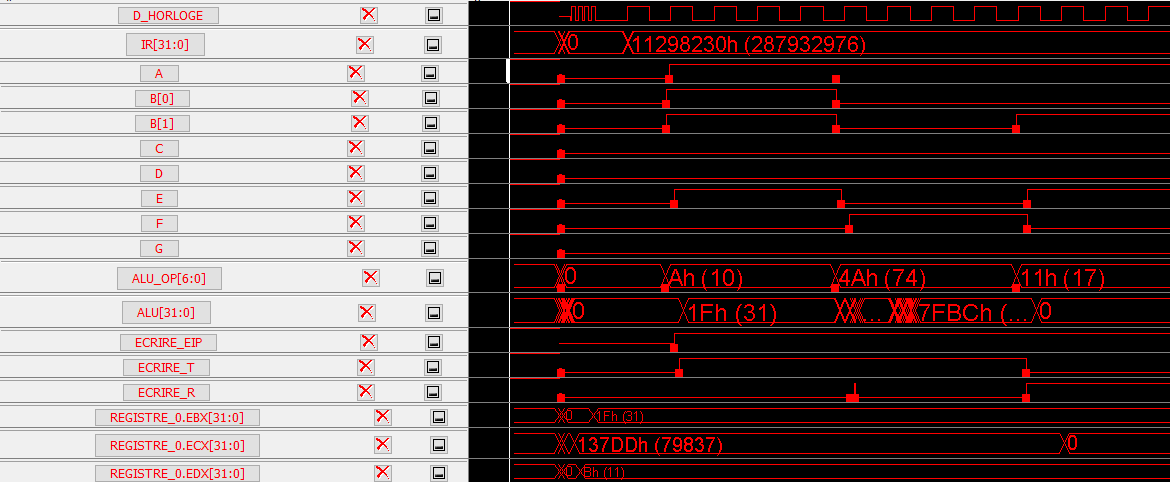 D_HORLOGE
IR[31:0] 0 11298230h (287932976)
A
B[0]
B[1]
C
D
E
F
G
ALU_OP[6:0] 0 Ah (10) 4Ah (74) 11h (17)
ALU[31:0] 0 1Fh (31) ... 7FBCh (... 0
ECRIRE_EIP
ECRIRE_T
ECRIRE_R
REGISTRE_0.EBX[31:0] 0 1Fh (31)
REGISTRE_0.ECX[31:0] 137DDh (79837) 0
REGISTRE_0.EDX[31:0] 0 Bh (11)